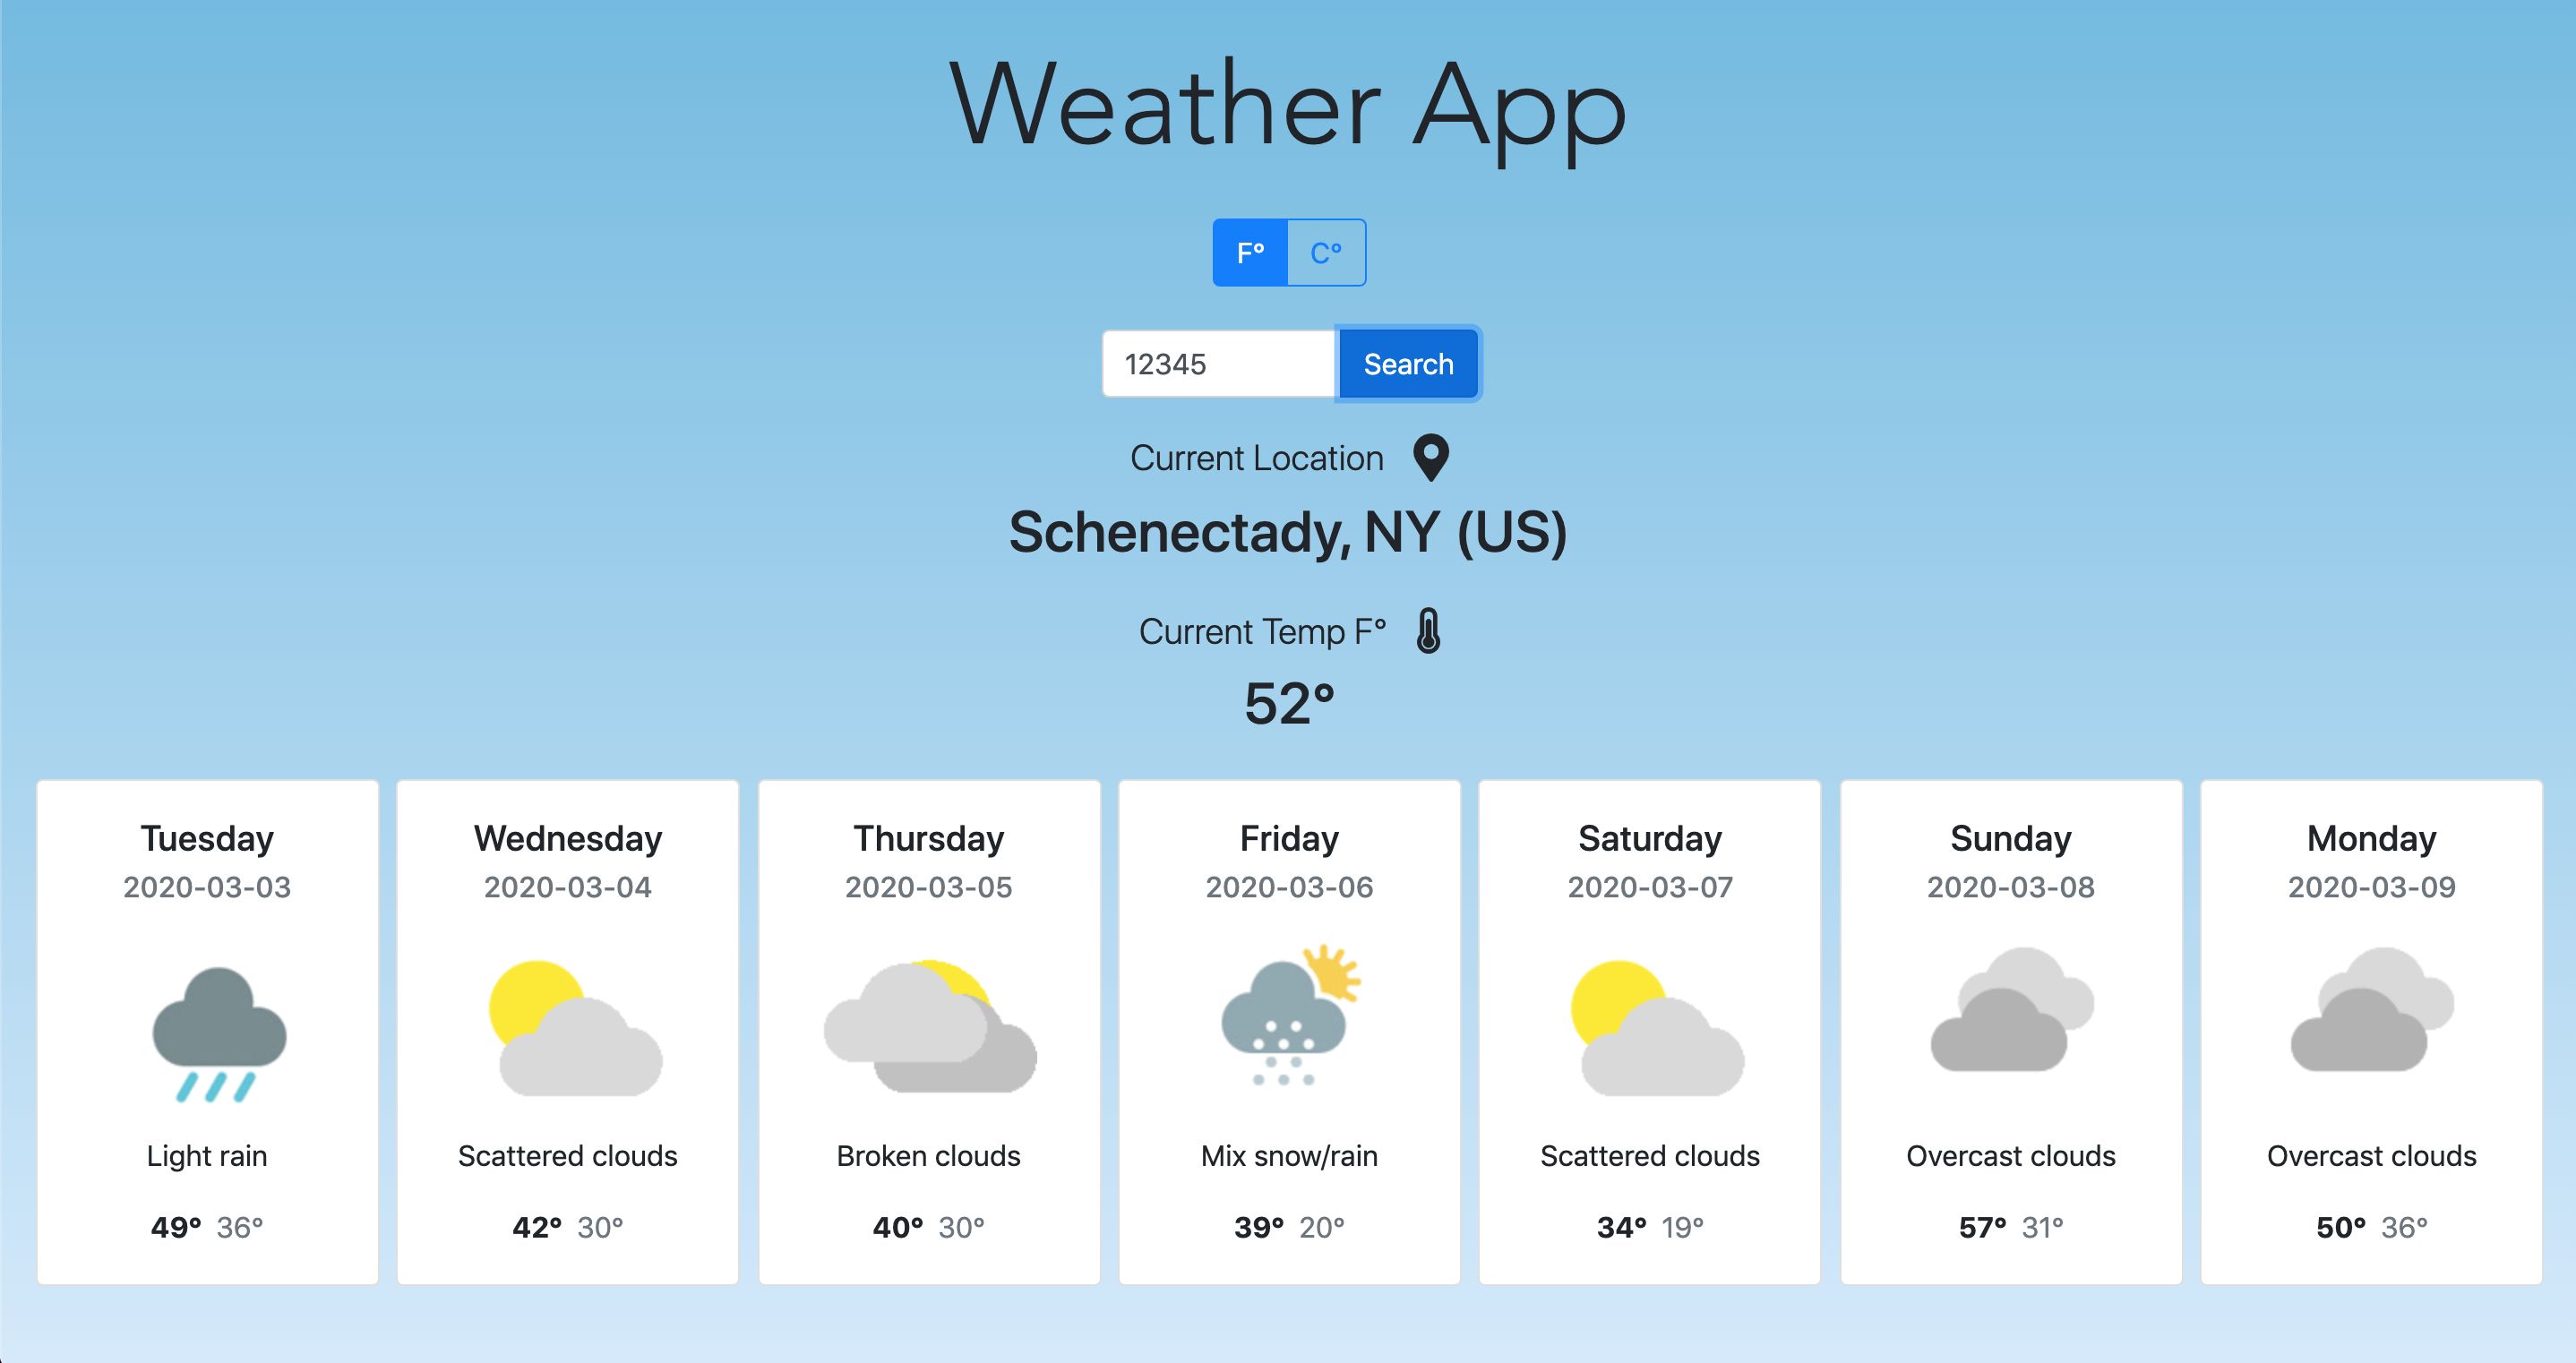 Weather App
F° C°
12345 Search
Current Location
Schenectady, NY (US)
Current Temp F°
52°
Tuesday
2020-03-03
Light rain
49° 36°
Wednesday
2020-03-04
Scattered clouds
42° 30°
Thursday
2020-03-05
Broken clouds
40° 30°
Friday
2020-03-06
Mix snow/rain
39° 20°
Saturday
2020-03-07
Scattered clouds
34° 19°
Sunday
2020-03-08
Overcast clouds
57° 31°
Monday
2020-03-09
Overcast clouds
50° 36°